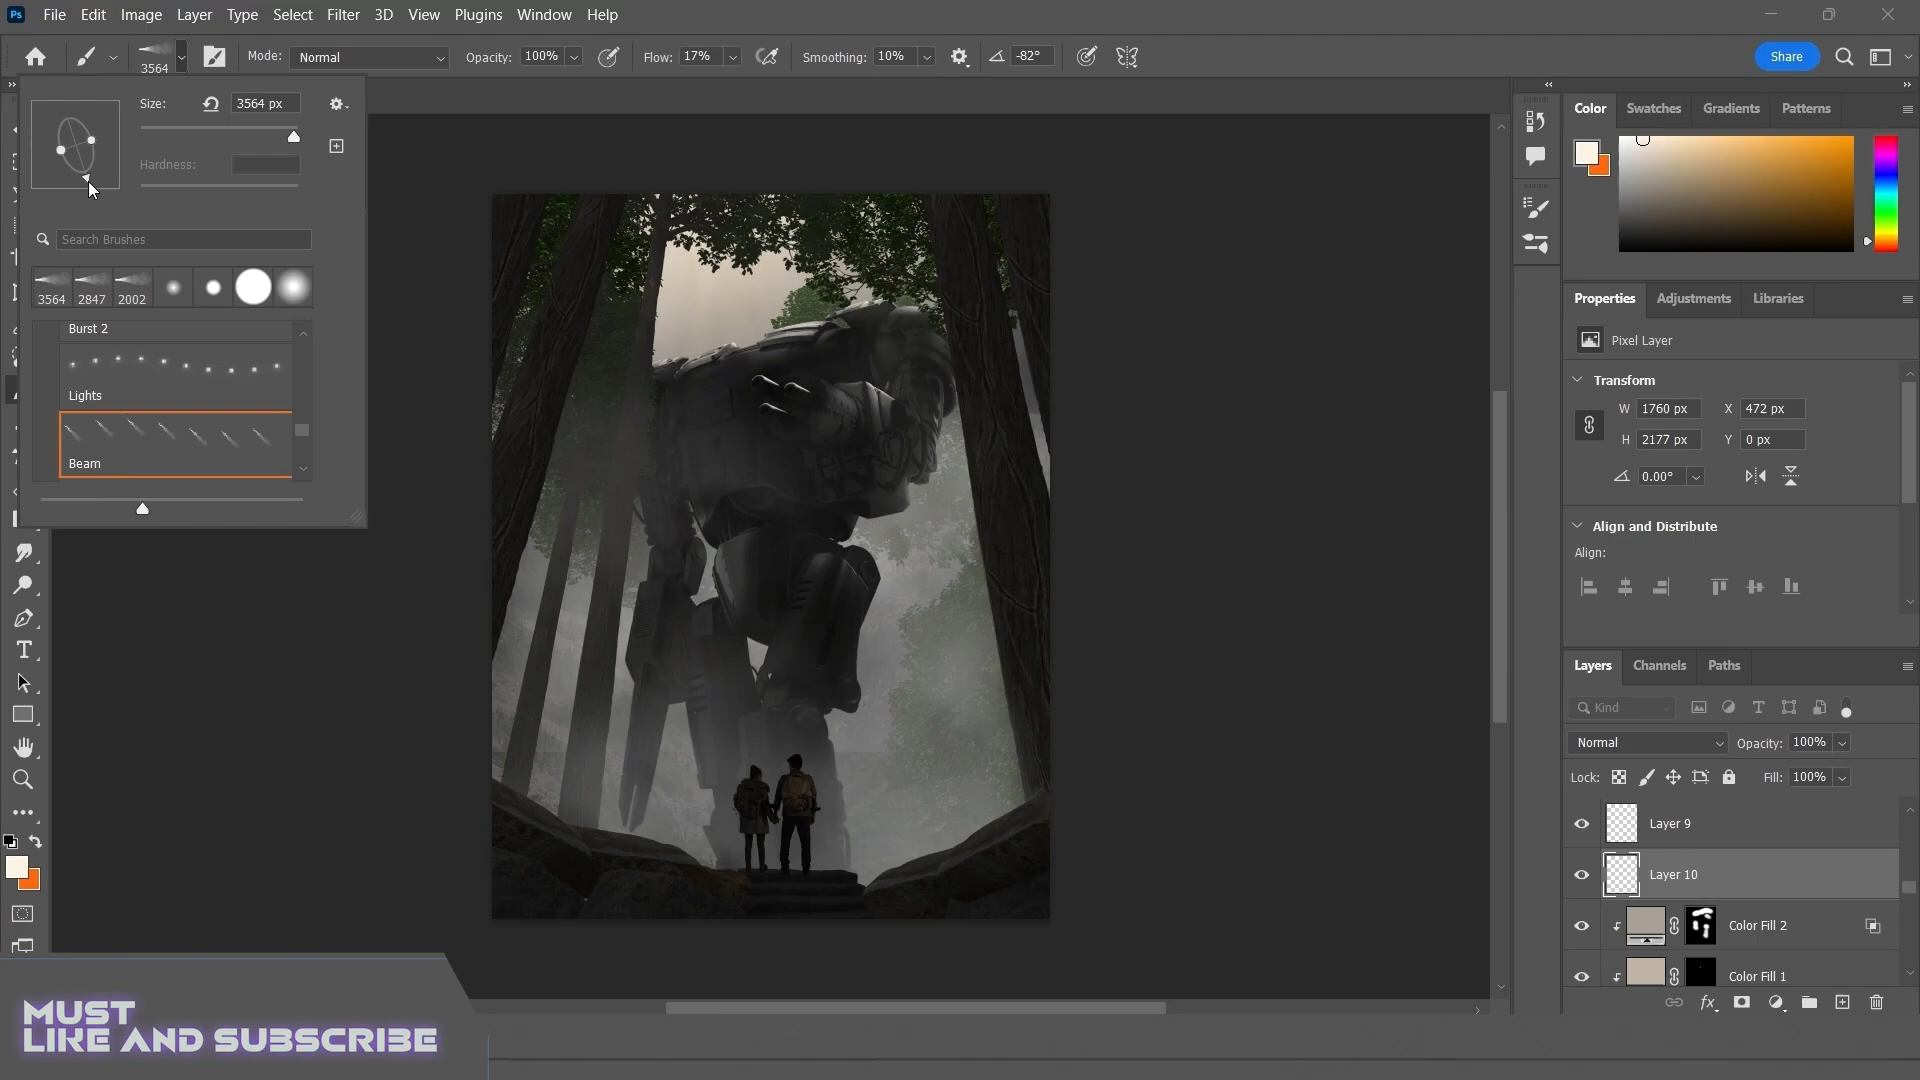 Ps File Edit Image Layer Type Select Filter 3D View Plugins Window Help
3564 Mode: Normal Opacity: 100% Flow: 17% Smoothing: 10% -82° Share
Size: 3564 px
Hardness:
Search Brushes
3564 2847 2002
Burst 2
Lights
Beam
Color Swatches Gradients Patterns
Properties Adjustments Libraries
Pixel Layer
Transform
W 1760 px X 472 px
H 2177 px Y 0 px
0.00°
Align and Distribute
Align:
Layers Channels Paths
Kind
Normal Opacity: 100%
Lock: Fill: 100%
Layer 9
Layer 10
Color Fill 2
Color Fill 1
fx
MUST
LIKE AND SUBSCRIBE